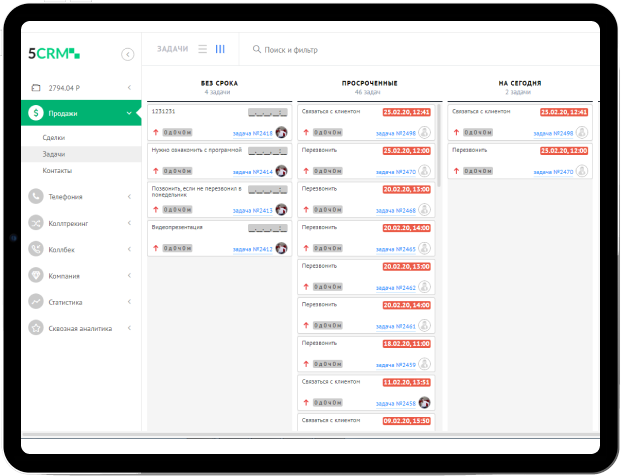 5CRM
ЗАДАЧИ
Поиск и фильтр
2794.04 Р
Продажи
Сделки
Задачи
Контакты
Телефония
Коллтрекинг
Коллбек
Компания
Статистика
Сквозная аналитика
БЕЗ СРОКА
4 задачи
1231231
0д0ч0м
задача №2418
Нужно ознакомить с программой
0д0ч0м
задача №2414
Позвонить, если не перезвонил в
понедельник
0д0ч0м
задача №2413
Видеопрезентация
0д0ч0м
задача №2412
ПРОСРОЧЕННЫЕ
46 задач
Связаться с клиентом
25.02.20, 12:41
0д0ч0м
задача №2498
Перезвонить
25.02.20, 12:00
0д0ч0м
задача №2470
Перезвонить
20.02.20, 13:00
0д0ч0м
задача №2468
Перезвонить
20.02.20, 14:00
0д0ч0м
задача №2465
Перезвонить
20.02.20, 13:00
0д0ч0м
задача №2462
Перезвонить
20.02.20, 14:00
0д0ч0м
задача №2461
Перезвонить
18.02.20, 11:00
0д0ч0м
задача №2459
Связаться с клиентом
11.02.20, 13:51
0д0ч0м
задача №2458
Связаться с клиентом
09.02.20, 15:50
НА СЕГОДНЯ
2 задачи
Связаться с клиентом
25.02.20, 12:41
0д0ч0м
задача №2498
Перезвонить
25.02.20, 12:00
0д0ч0м
задача №2470